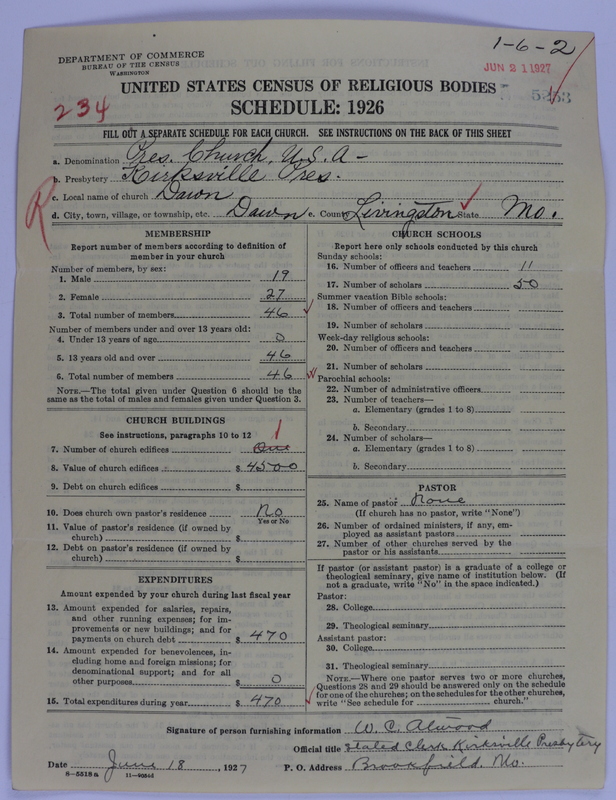 1-6-2
DEPARTMENT OF COMMERCE
BUREAU OF THE CENSUS
WASHINGTON
JUN 21 1927
UNITED STATES CENSUS OF RELIGIOUS BODIES
234
SCHEDULE: 1926
FILL OUT A SEPARATE SCHEDULE FOR EACH CHURCH. SEE INSTRUCTIONS ON THE BACK OF THIS SHEET
a. Denomination Pres. Church, U.S.A-
b. Presbytery Kirksville Pres.
c. Local name of church Dawn
R
d. City, town, village, or township, etc. Dawn e. County Livingston State Mo.
MEMBERSHIP
Report number of members according to definition of
member in your church
Number of members, by sex:
1. Male 19
2. Female 27
3. Total number of members 46
Number of members under and over 13 years old:
4. Under 13 years of age 0
5. 13 years old and over 46
6. Total number of members 46
NOTE.—The total given under Question 6 should be the
same as the total of males and females given under Question 3.
CHURCH BUILDINGS
See instructions, paragraphs 10 to 12
1
7. Number of church edifices One
8. Value of church edifices $ 4500
9. Debt on church edifices $
10. Does church own pastor's residence No
Yes or No
11. Value of pastor's residence (if owned by
church) $
12. Debt on pastor's residence (if owned by
church) $
EXPENDITURES
Amount expended by your church during last fiscal year
13. Amount expended for salaries, repairs,
and other running expenses; for im-
provements or new buildings; and for
payments on church debt $ 470
14. Amount expended for benevolences, in-
cluding home and foreign missions; for
denominational support; and for all
other purposes $ 0
15. Total expenditures during year $ 470
CHURCH SCHOOLS
Report here only schools conducted by this church
Sunday schools:
16. Number of officers and teachers 11
17. Number of scholars 50
Summer vacation Bible schools:
18. Number of officers and teachers
19. Number of scholars
Week-day religious schools:
20. Number of officers and teachers
21. Number of scholars
Parochial schools:
22. Number of administrative officers
23. Number of teachers—
a. Elementary (grades 1 to 8)
b. Secondary
24. Number of scholars—
a. Elementary (grades 1 to 8)
b. Secondary
PASTOR
25. Name of pastor None
(If church has no pastor, write "None")
26. Number of ordained ministers, if any, em-
ployed as assistant pastors
27. Number of other churches served by the
pastor or his assistants
If pastor (or assistant pastor) is a graduate of a college or
theological seminary, give name of institution below. (If
not a graduate, write "No" in the space indicated.)
Pastor:
28. College
29. Theological seminary
Assistant pastor:
30. College
31. Theological seminary
NOTE.—Where one pastor serves two or more churches,
Questions 28 and 29 should be answered only on the schedule
for one of the churches; on the schedules for the other churches,
write "See schedule for church."
Signature of person furnishing information W. C. Atwood
Official title Stated Clerk Kirksville Presbytery
Date June 18, 1927 P. O. Address Brookfield, Mo.
8-5518a